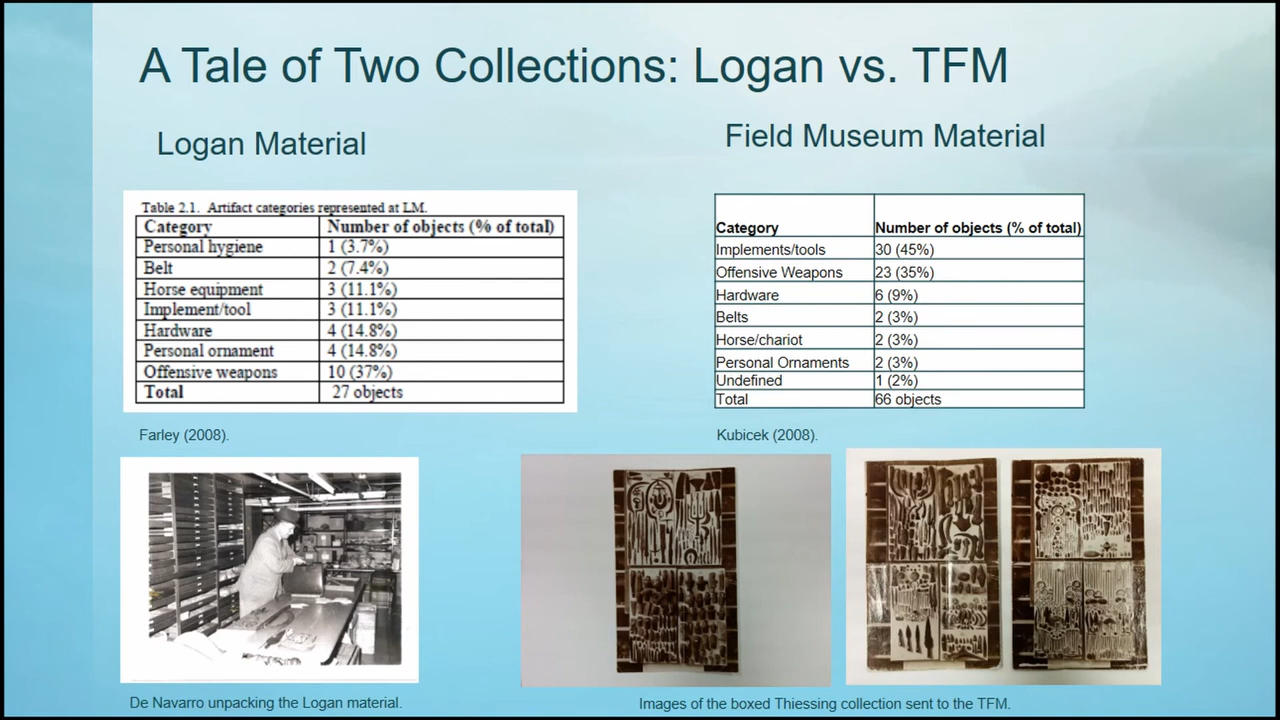 A Tale of Two Collections: Logan vs. TFM
Logan Material
Table 2.1. Artifact categories represented at LM.
Category Number of objects (% of total)
Personal hygiene 1 (3.7%)
Belt 2 (7.4%)
Horse equipment 3 (11.1%)
Implement/tool 3 (11.1%)
Hardware 4 (14.8%)
Personal ornament 4 (14.8%)
Offensive weapons 10 (37%)
Total 27 objects
Farley (2008).
De Navarro unpacking the Logan material.
Field Museum Material
Category Number of objects (% of total)
Implements/tools 30 (45%)
Offensive Weapons 23 (35%)
Hardware 6 (9%)
Belts 2 (3%)
Horse/chariot 2 (3%)
Personal Ornaments 2 (3%)
Undefined 1 (2%)
Total 66 objects
Kubicek (2008).
Images of the boxed Thiessing collection sent to the TFM.